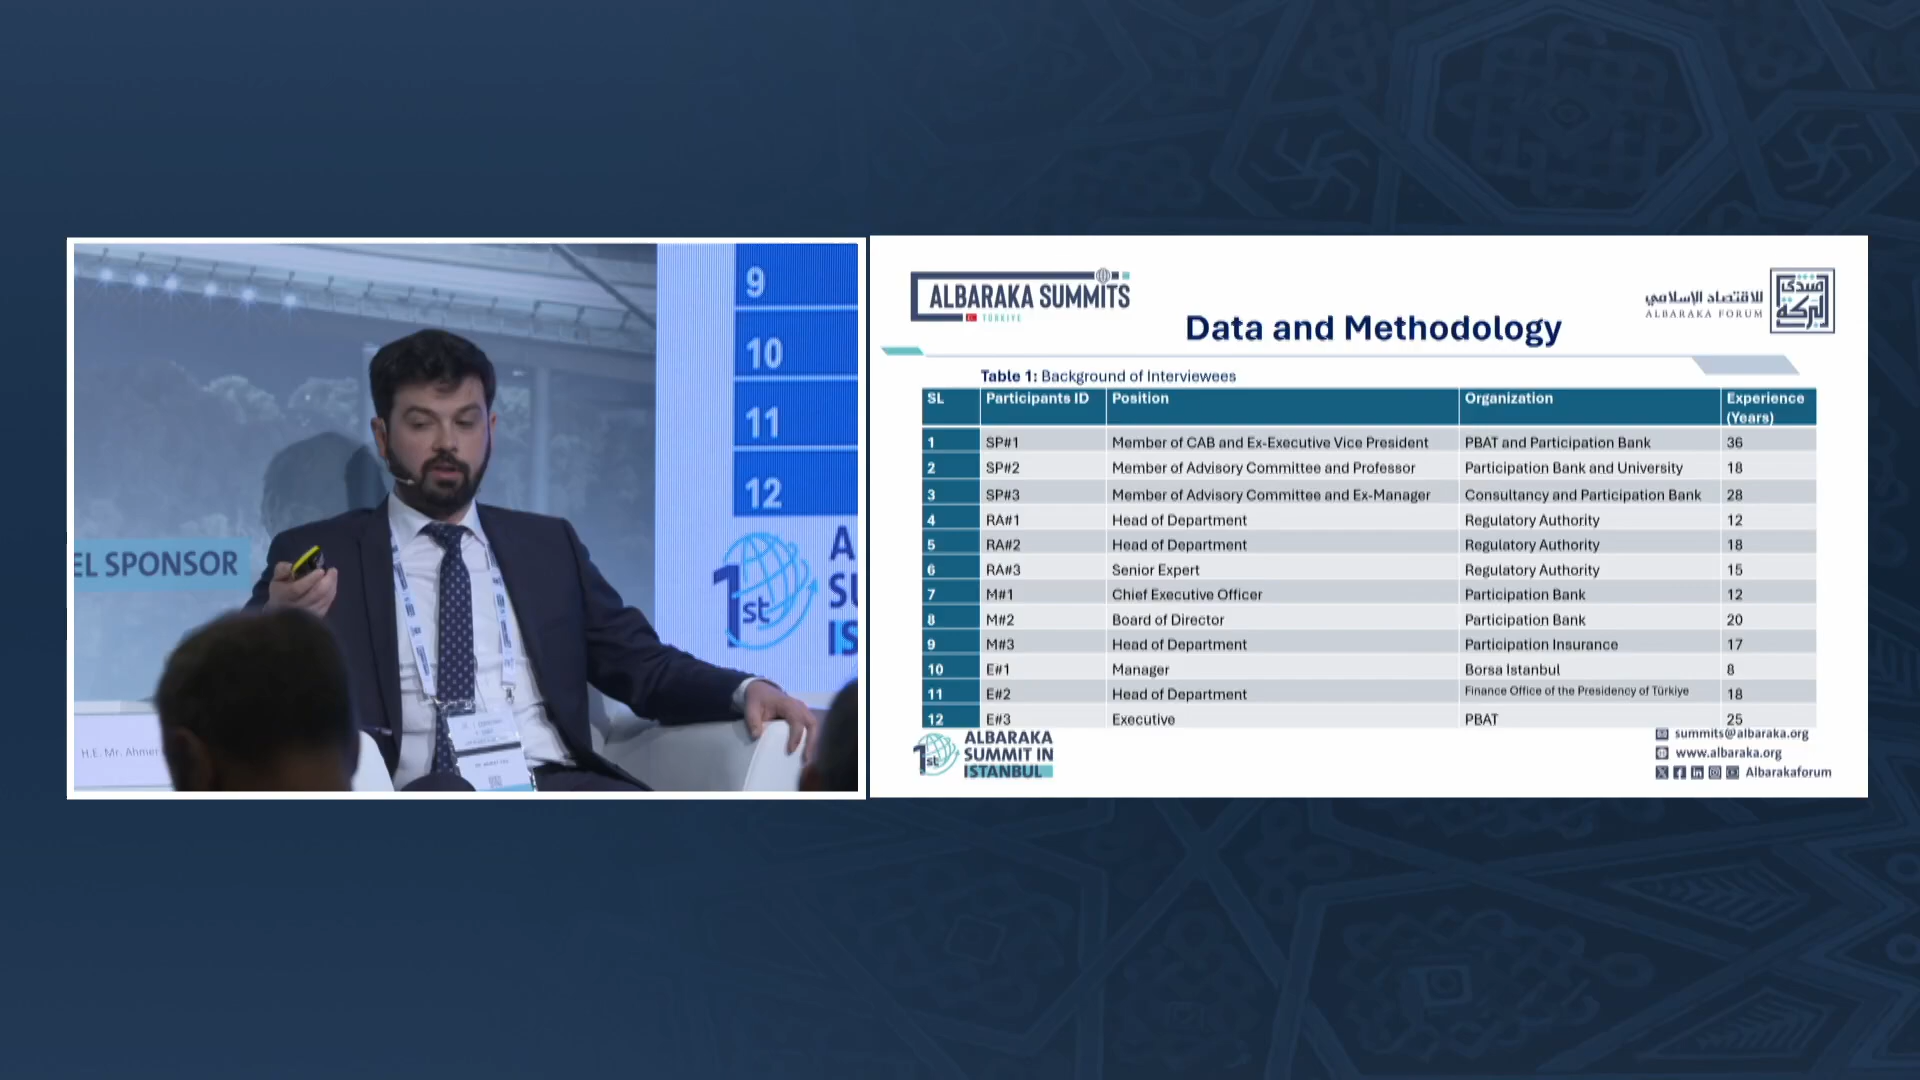 9
10
11
12
EL SPONSOR
A
1st
IS
H.E. Mr. Ahmer
ALBARAKA SUMMITS
TÜRKİYE
للاقتصاد الإسلامي
ALBARAKA FORUM
منتدى
البركة
Data and Methodology
Table 1: Background of Interviewees
SL Participants ID Position Organization Experience (Years)
1 SP#1 Member of CAB and Ex-Executive Vice President PBAT and Participation Bank 36
2 SP#2 Member of Advisory Committee and Professor Participation Bank and University 18
3 SP#3 Member of Advisory Committee and Ex-Manager Consultancy and Participation Bank 28
4 RA#1 Head of Department Regulatory Authority 12
5 RA#2 Head of Department Regulatory Authority 18
6 RA#3 Senior Expert Regulatory Authority 15
7 M#1 Chief Executive Officer Participation Bank 12
8 M#2 Board of Director Participation Bank 20
9 M#3 Head of Department Participation Insurance 17
10 E#1 Manager Borsa Istanbul 8
11 E#2 Head of Department Finance Office of the Presidency of Türkiye 18
12 E#3 Executive PBAT 25
1st
ALBARAKA
SUMMIT IN
ISTANBUL
summits@albaraka.org
www.albaraka.org
Albarakaforum